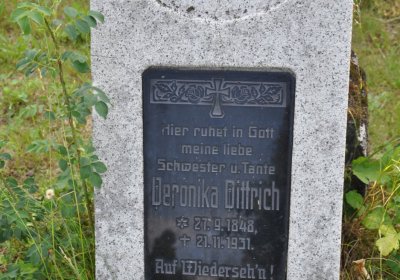 Hier ruhet in Gott
meine liebe
Schwester u. Tante
Veronika Dittrich
* 27. 9. 1848,
+ 21. 11. 1931.
Auf Wiederseh'n!